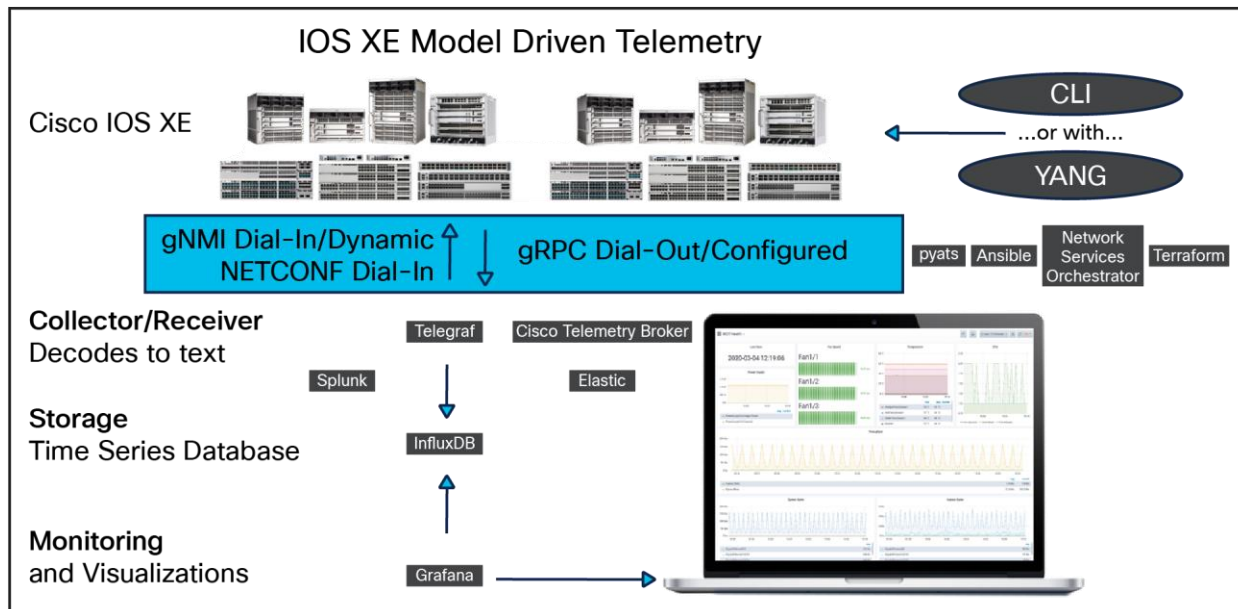 IOS XE Model Driven Telemetry
Cisco IOS XE
CLI
...or with...
YANG
gNMI Dial-In/Dynamic
NETCONF Dial-In
gRPC Dial-Out/Configured
pyats
Ansible
Network
Services
Orchestrator
Terraform
Collector/Receiver
Decodes to text
Telegraf
Cisco Telemetry Broker
Splunk
Elastic
Storage
Time Series Database
InfluxDB
Monitoring
and Visualizations
Grafana
2020-03-04 12:19:06
Fan1/1
Fan1/2
Fan1/3